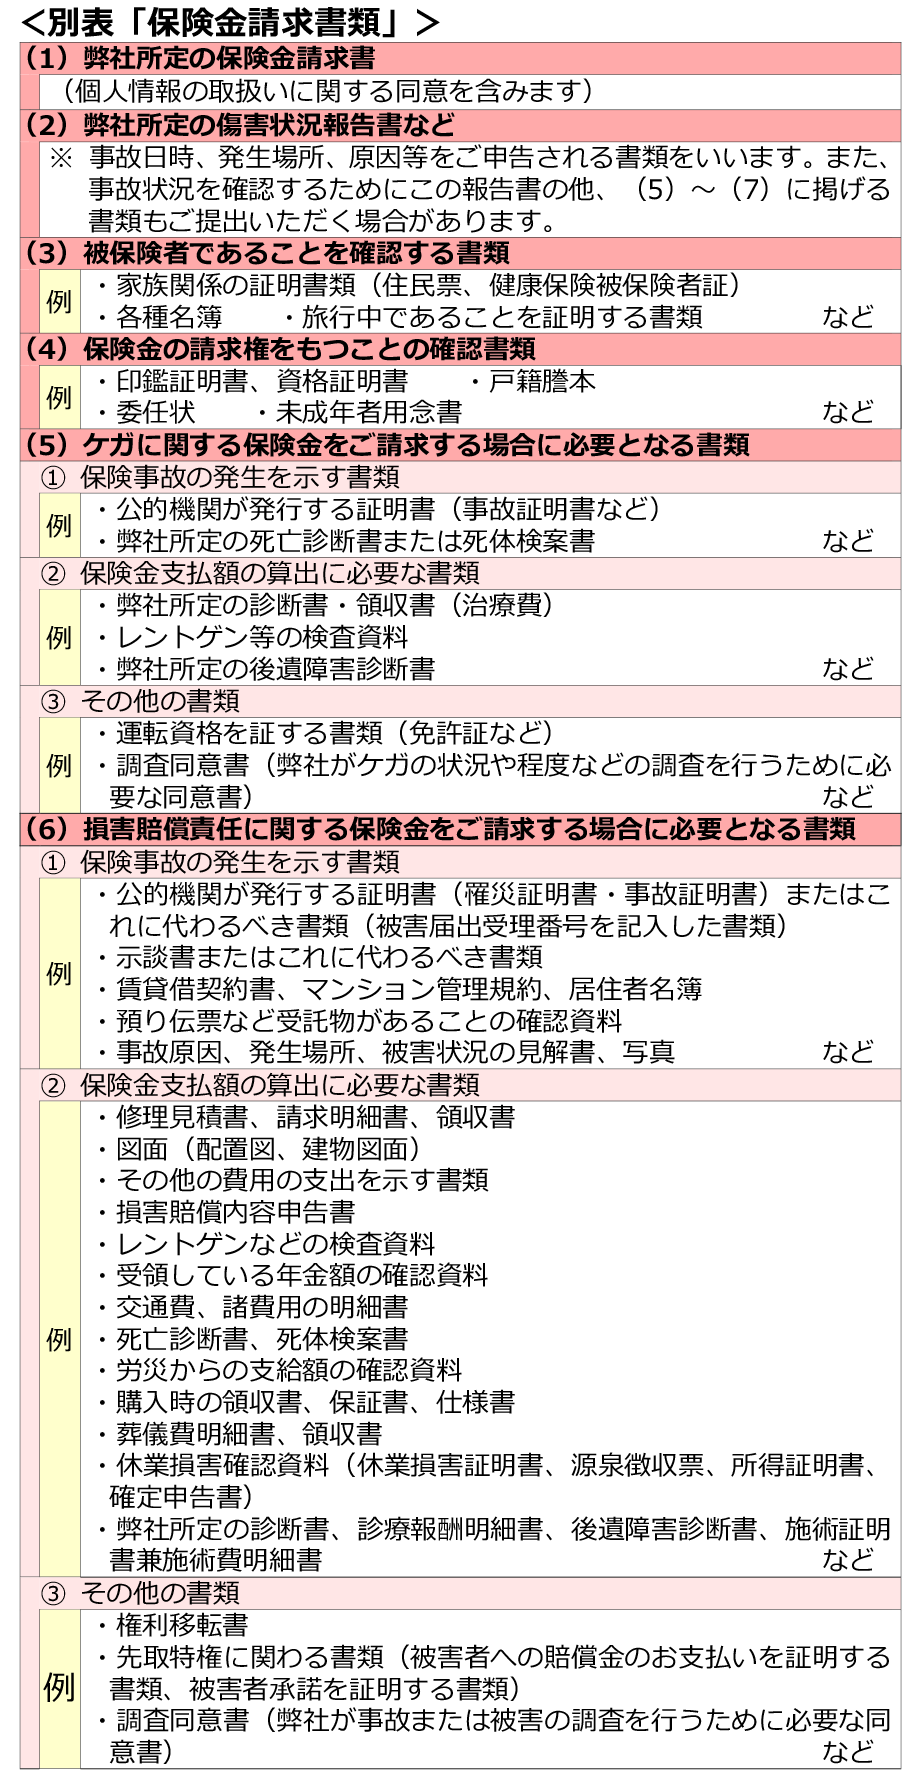 ＜別表「保険金請求書類」＞
（1）弊社所定の保険金請求書
（個人情報の取扱いに関する同意を含みます）
（2）弊社所定の傷害状況報告書など
※ 事故日時、発生場所、原因等をご申告される書類をいいます。また、
事故状況を確認するためにこの報告書の他、（5）～（7）に掲げる
書類もご提出いただく場合があります。
（3）被保険者であることを確認する書類
例
・家族関係の証明書類（住民票、健康保険被保険者証）
・各種名簿 ・旅行中であることを証明する書類 など
（4）保険金の請求権をもつことの確認書類
例
・印鑑証明書、資格証明書 ・戸籍謄本
・委任状 ・未成年者用念書 など
（5）ケガに関する保険金をご請求する場合に必要となる書類
① 保険事故の発生を示す書類
例
・公的機関が発行する証明書（事故証明書など）
・弊社所定の死亡診断書または死体検案書 など
② 保険金支払額の算出に必要な書類
例
・弊社所定の診断書・領収書（治療費）
・レントゲン等の検査資料
・弊社所定の後遺障害診断書 など
③ その他の書類
例
・運転資格を証する書類（免許証など）
・調査同意書（弊社がケガの状況や程度などの調査を行うために必
要な同意書） など
（6）損害賠償責任に関する保険金をご請求する場合に必要となる書類
① 保険事故の発生を示す書類
例
・公的機関が発行する証明書（罹災証明書・事故証明書）またはこ
れに代わるべき書類（被害届出受理番号を記入した書類）
・示談書またはこれに代わるべき書類
・賃貸借契約書、マンション管理規約、居住者名簿
・預り伝票など受託物があることの確認資料
・事故原因、発生場所、被害状況の見解書、写真 など
② 保険金支払額の算出に必要な書類
例
・修理見積書、請求明細書、領収書
・図面（配置図、建物図面）
・その他の費用の支出を示す書類
・損害賠償内容申告書
・レントゲンなどの検査資料
・受領している年金額の確認資料
・交通費、諸費用の明細書
・死亡診断書、死体検案書
・労災からの支給額の確認資料
・購入時の領収書、保証書、仕様書
・葬儀費明細書、領収書
・休業損害確認資料（休業損害証明書、源泉徴収票、所得証明書、
確定申告書）
・弊社所定の診断書、診療報酬明細書、後遺障害診断書、施術証明
書兼施術費明細書 など
③ その他の書類
例
・権利移転書
・先取特権に関わる書類（被害者への賠償金のお支払いを証明する
書類、被害者承諾を証明する書類）
・調査同意書（弊社が事故または被害の調査を行うために必要な同
意書） など